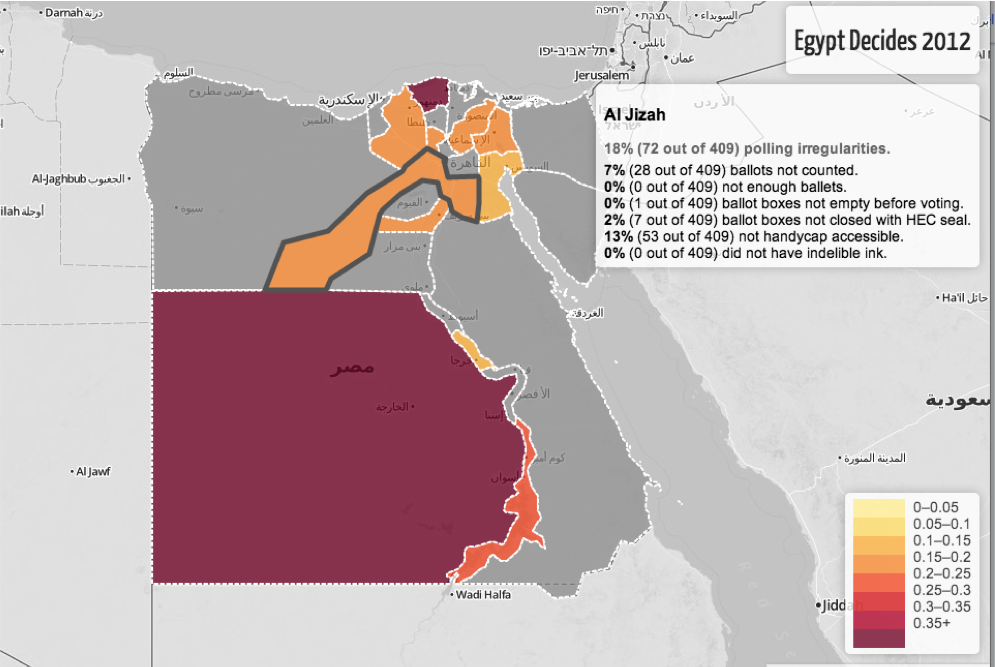 Darnah درنة
חיפה
נצרת
السويداء
Egypt Decides 2012
תל־אביב-יפו
نابلس
عمان
Jerusalem
السلوم
مرسى مطروح
الإسكندرية
العلمين
دمنهور
طنطا
المنصورة
الإسماعيلية
القاهرة
السويس
الأردن
عرعر
Al Jizah
18% (72 out of 409) polling irregularities.
7% (28 out of 409) ballots not counted.
0% (0 out of 409) not enough ballets.
0% (1 out of 409) ballot boxes not empty before voting.
2% (7 out of 409) ballot boxes not closed with HEC seal.
13% (53 out of 409) not handycap accessible.
0% (0 out of 409) did not have indelible ink.
Al-Jaghbub الجغبوب
أوجلة
سيوة
الفيوم
بني مزار
ملوي
Ha'il حائل
أسيوط
الغردقة
جرجا
مصر
الخارجة
الأقصر
إسنا
كوم أمبو
أسوان
Al Jawf
المدينة المنورة
Wadi Halfa
Jiddah
0–0.05
0.05–0.1
0.1–0.15
0.15–0.2
0.2–0.25
0.25–0.3
0.3–0.35
0.35+